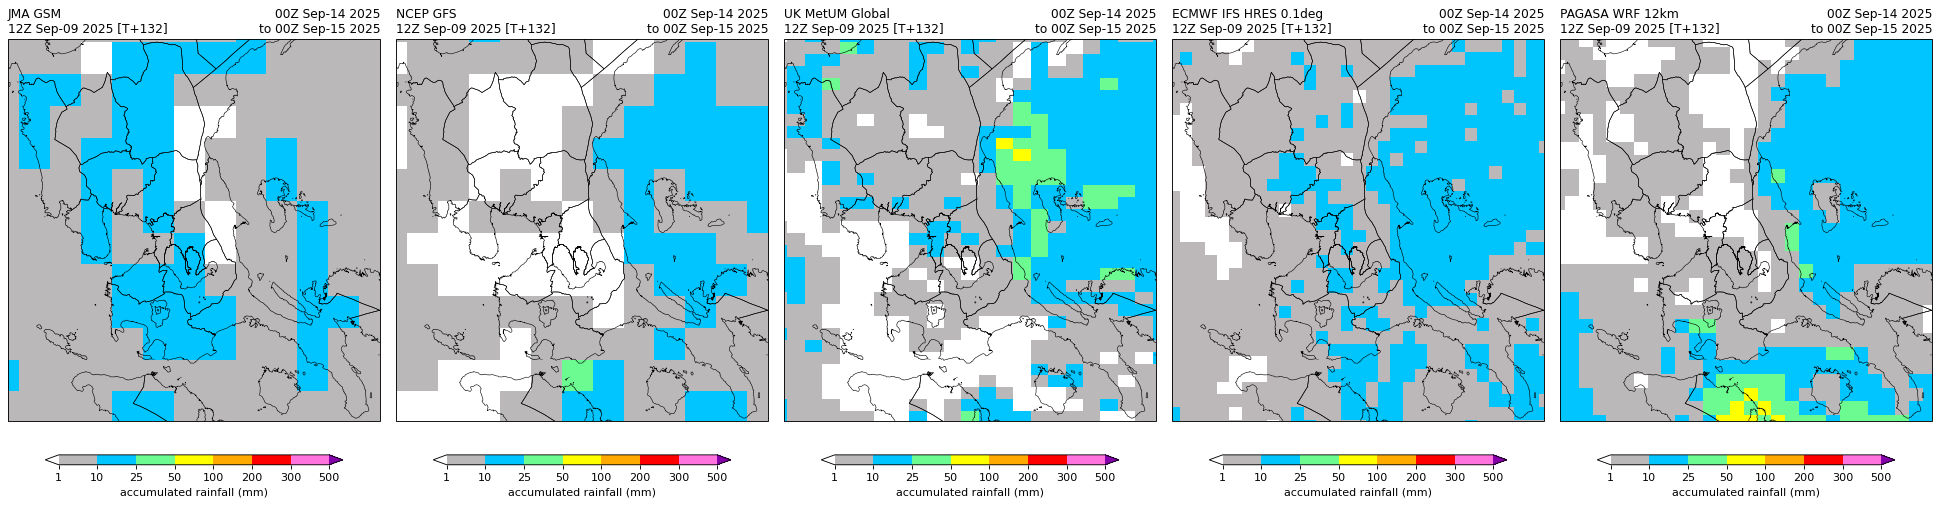 JMA GSM 00Z Sep-14 2025
12Z Sep-09 2025 [T+132] to 00Z Sep-15 2025
1 10 25 50 100 200 300 500
accumulated rainfall (mm)
NCEP GFS 00Z Sep-14 2025
12Z Sep-09 2025 [T+132] to 00Z Sep-15 2025
1 10 25 50 100 200 300 500
accumulated rainfall (mm)
UK MetUM Global 00Z Sep-14 2025
12Z Sep-09 2025 [T+132] to 00Z Sep-15 2025
1 10 25 50 100 200 300 500
accumulated rainfall (mm)
ECMWF IFS HRES 0.1deg 00Z Sep-14 2025
12Z Sep-09 2025 [T+132] to 00Z Sep-15 2025
1 10 25 50 100 200 300 500
accumulated rainfall (mm)
PAGASA WRF 12km 00Z Sep-14 2025
12Z Sep-09 2025 [T+132] to 00Z Sep-15 2025
1 10 25 50 100 200 300 500
accumulated rainfall (mm)